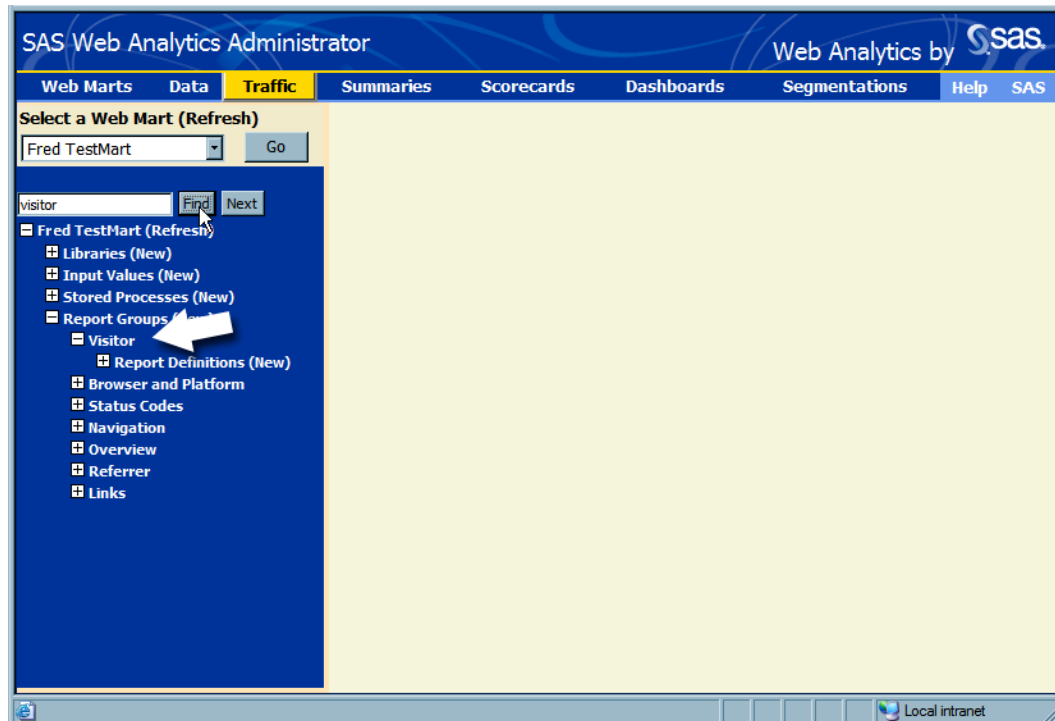 SAS Web Analytics Administrator
Web Analytics by sas.
Web Marts Data Traffic Summaries Scorecards Dashboards Segmentations Help SAS
Select a Web Mart (Refresh)
Fred TestMart Go
visitor Find Next
Fred TestMart (Refresh)
Libraries (New)
Input Values (New)
Stored Processes (New)
Report Groups
Visitor
Report Definitions (New)
Browser and Platform
Status Codes
Navigation
Overview
Referrer
Links
Local intranet